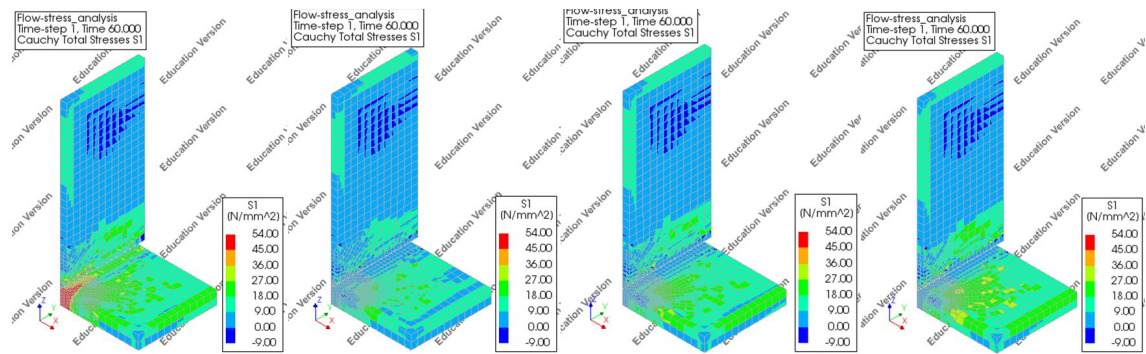 Flow-stress_analysis
Time-step 1, Time 60.000
Cauchy Total Stresses S1
Education Version
S1
(N/mm^2)
54.00
45.00
36.00
27.00
18.00
9.00
0.00
-9.00
Z
Y
X
Flow-stress_analysis
Time-step 1, Time 60.000
Cauchy Total Stresses S1
Education Version
S1
(N/mm^2)
54.00
45.00
36.00
27.00
18.00
9.00
0.00
-9.00
Z
Y
X
Flow-stress_analysis
Time-step 1, Time 60.000
Cauchy Total Stresses S1
Education Version
S1
(N/mm^2)
54.00
45.00
36.00
27.00
18.00
9.00
0.00
-9.00
Z
Y
X
Flow-stress_analysis
Time-step 1, Time 60.000
Cauchy Total Stresses S1
Education Version
S1
(N/mm^2)
54.00
45.00
36.00
27.00
18.00
9.00
0.00
-9.00
Z
Y
X